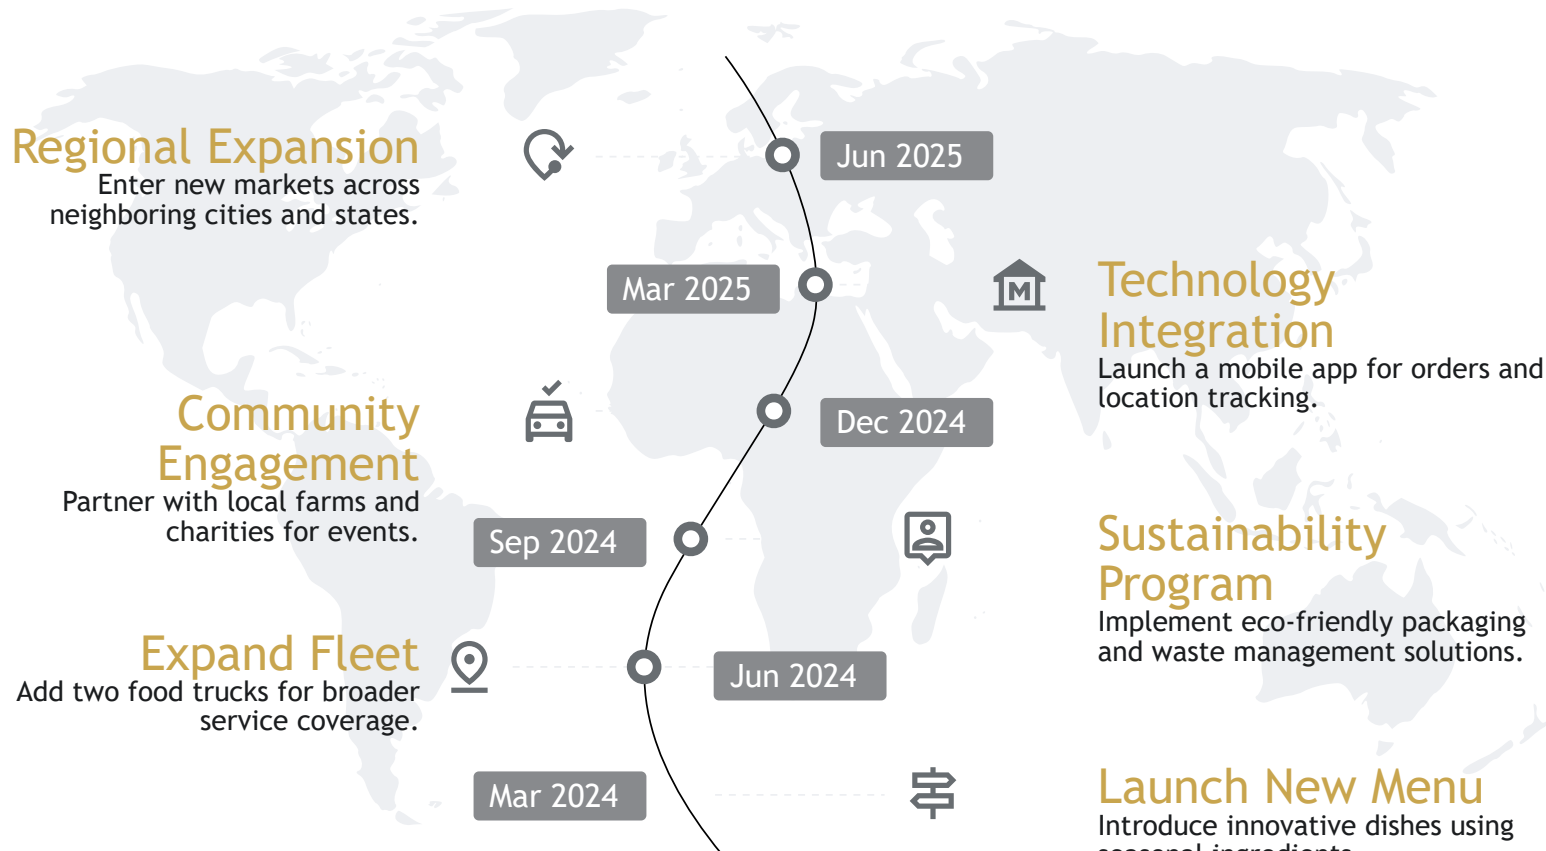 Regional Expansion
Enter new markets across
neighboring cities and states.
Jun 2025
Mar 2025
Technology
Integration
Launch a mobile app for orders and
location tracking.
Community
Engagement
Partner with local farms and
charities for events.
Dec 2024
Sep 2024
Sustainability
Program
Implement eco-friendly packaging
and waste management solutions.
Expand Fleet
Add two food trucks for broader
service coverage.
Jun 2024
Mar 2024
Launch New Menu
Introduce innovative dishes using